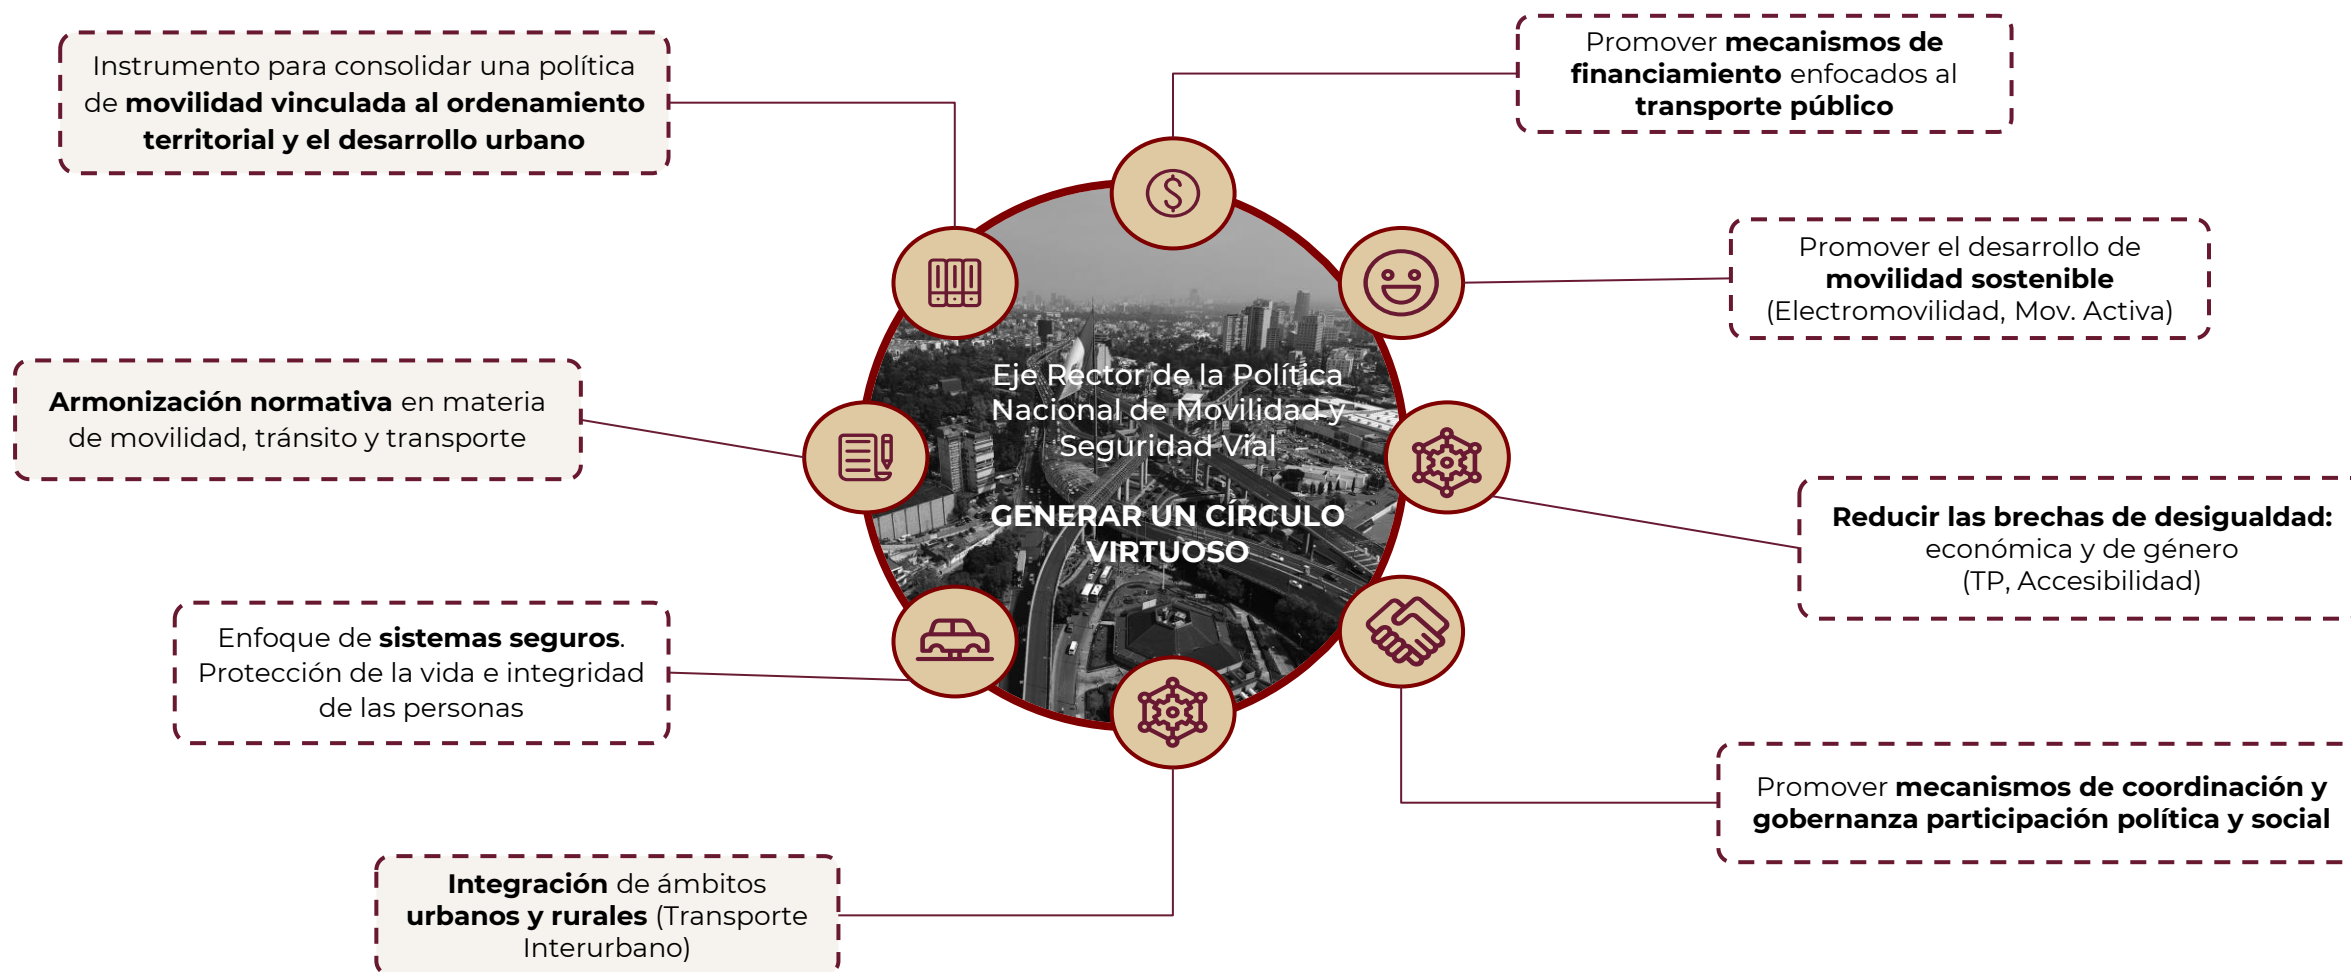 Instrumento para consolidar una política
de movilidad vinculada al ordenamiento
territorial y el desarrollo urbano
Armonización normativa en materia
de movilidad, tránsito y transporte
Enfoque de sistemas seguros.
Protección de la vida e integridad
de las personas
Integración de ámbitos
urbanos y rurales (Transporte
Interurbano)
Eje Rector de la Política
Nacional de Movilidad y
Seguridad Vial
GENERAR UN CÍRCULO
VIRTUOSO
Promover mecanismos de
financiamiento enfocados al
transporte público
Promover el desarrollo de
movilidad sostenible
(Electromovilidad, Mov. Activa)
Reducir las brechas de desigualdad:
económica y de género
(TP, Accesibilidad)
Promover mecanismos de coordinación y
gobernanza participación política y social